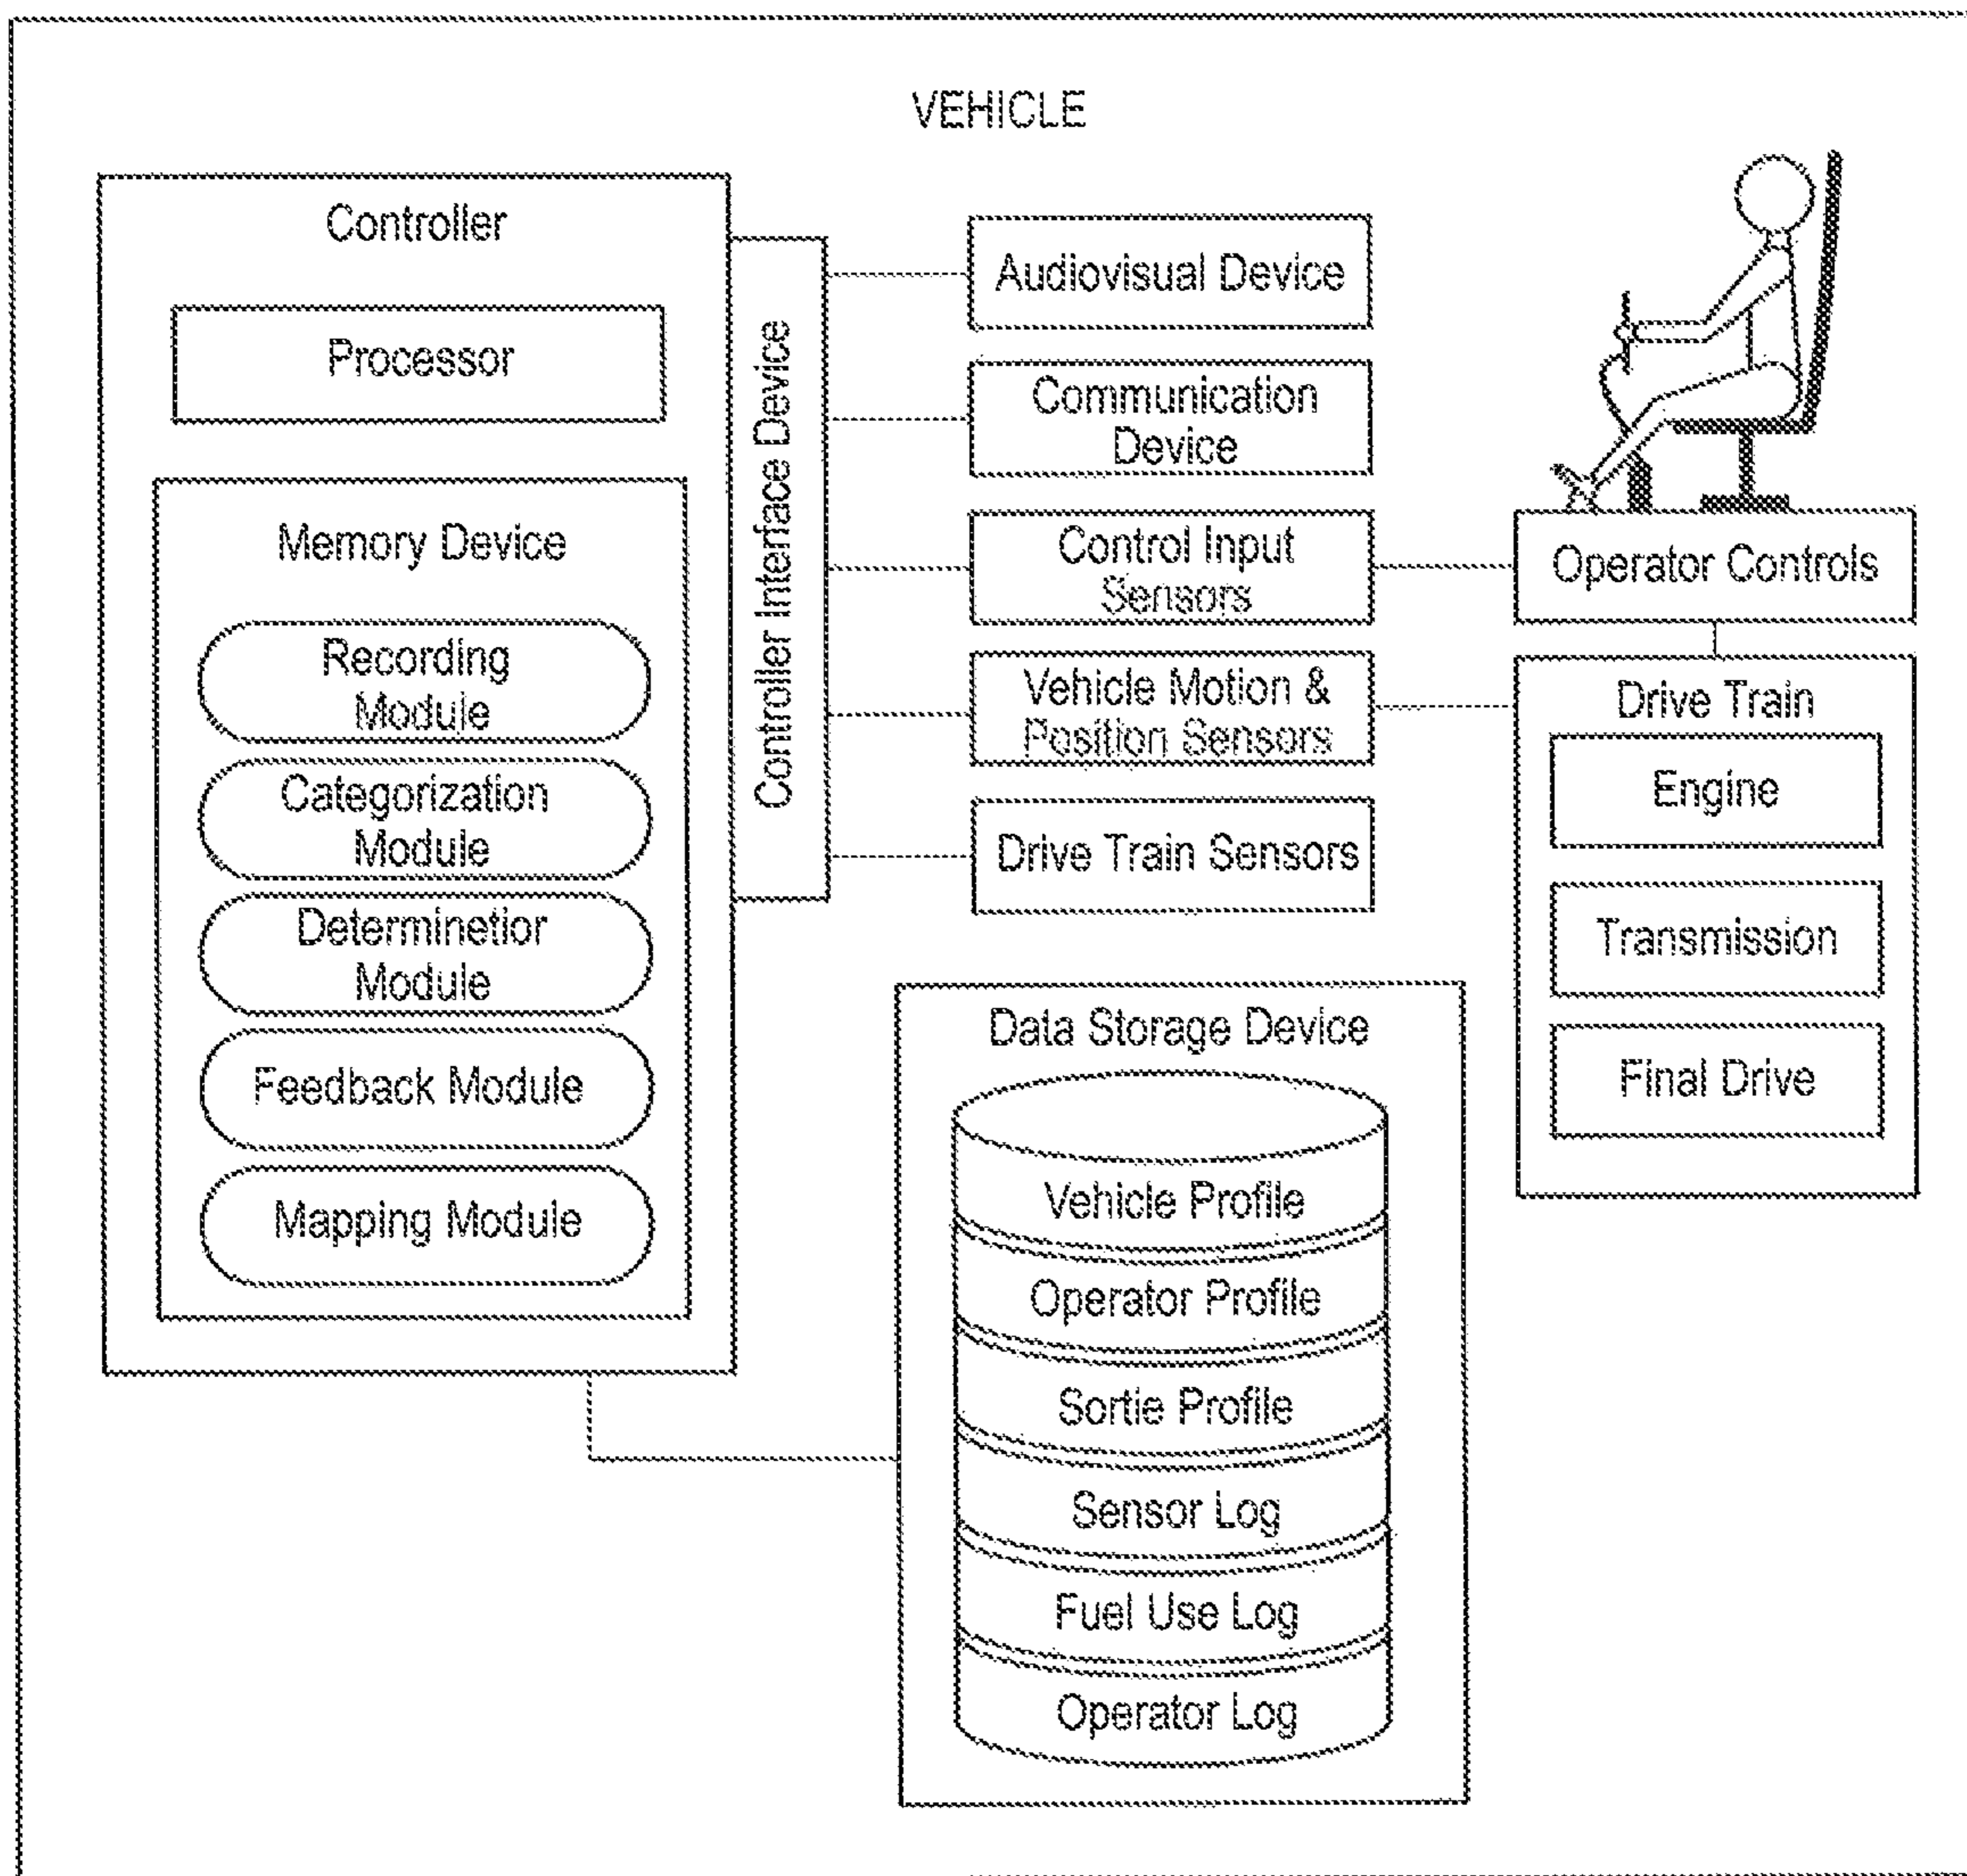 VEHICLE
Controller
Processor
Memory Device
Recording
Module
Categorization
Module
Determinetior
Module
Feedback Module
Mapping Module
Controller Interface Device
Audiovisual Device
Communication
Device
Control Input
Sensors
Vehicle Motion &
Position Sensors
Drive Train Sensors
Operator Controls
Drive Train
Engine
Transmission
Final Drive
Data Storage Device
Vehicle Profile
Operator Profile
Sortie Profile
Sensor Log
Fuel Use Log
Operator Log